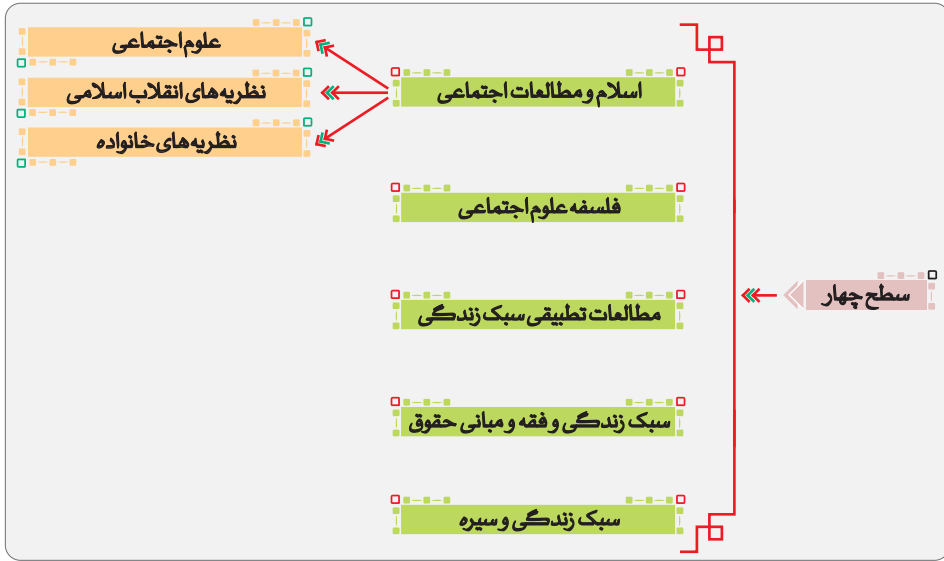 سطح چهار
اسلام و مطالعات اجتماعی
علوم اجتماعی
نظریه‌های انقلاب اسلامی
نظریه‌های خانواده
فلسفه علوم اجتماعی
مطالعات تطبیقی سبک زندگی
سبک زندگی و فقه و مبانی حقوق
سبک زندگی و سیره